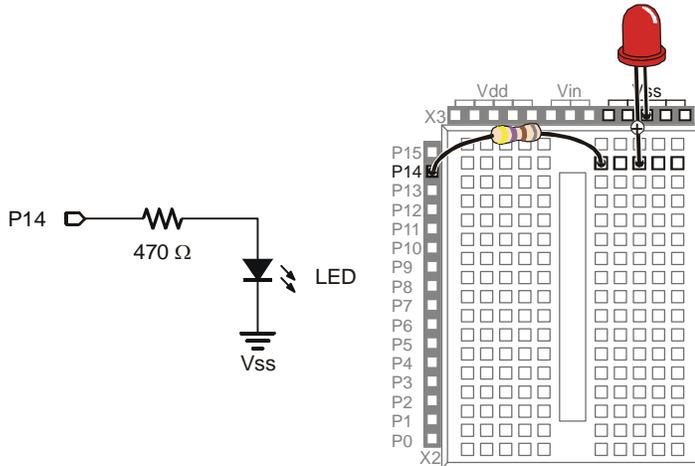 P14
470 Ω
LED
Vss
Vdd Vin Vss
X3
P15
P14
P13
P12
P11
P10
P9
P8
P7
P6
P5
P4
P3
P2
P1
P0
X2
+